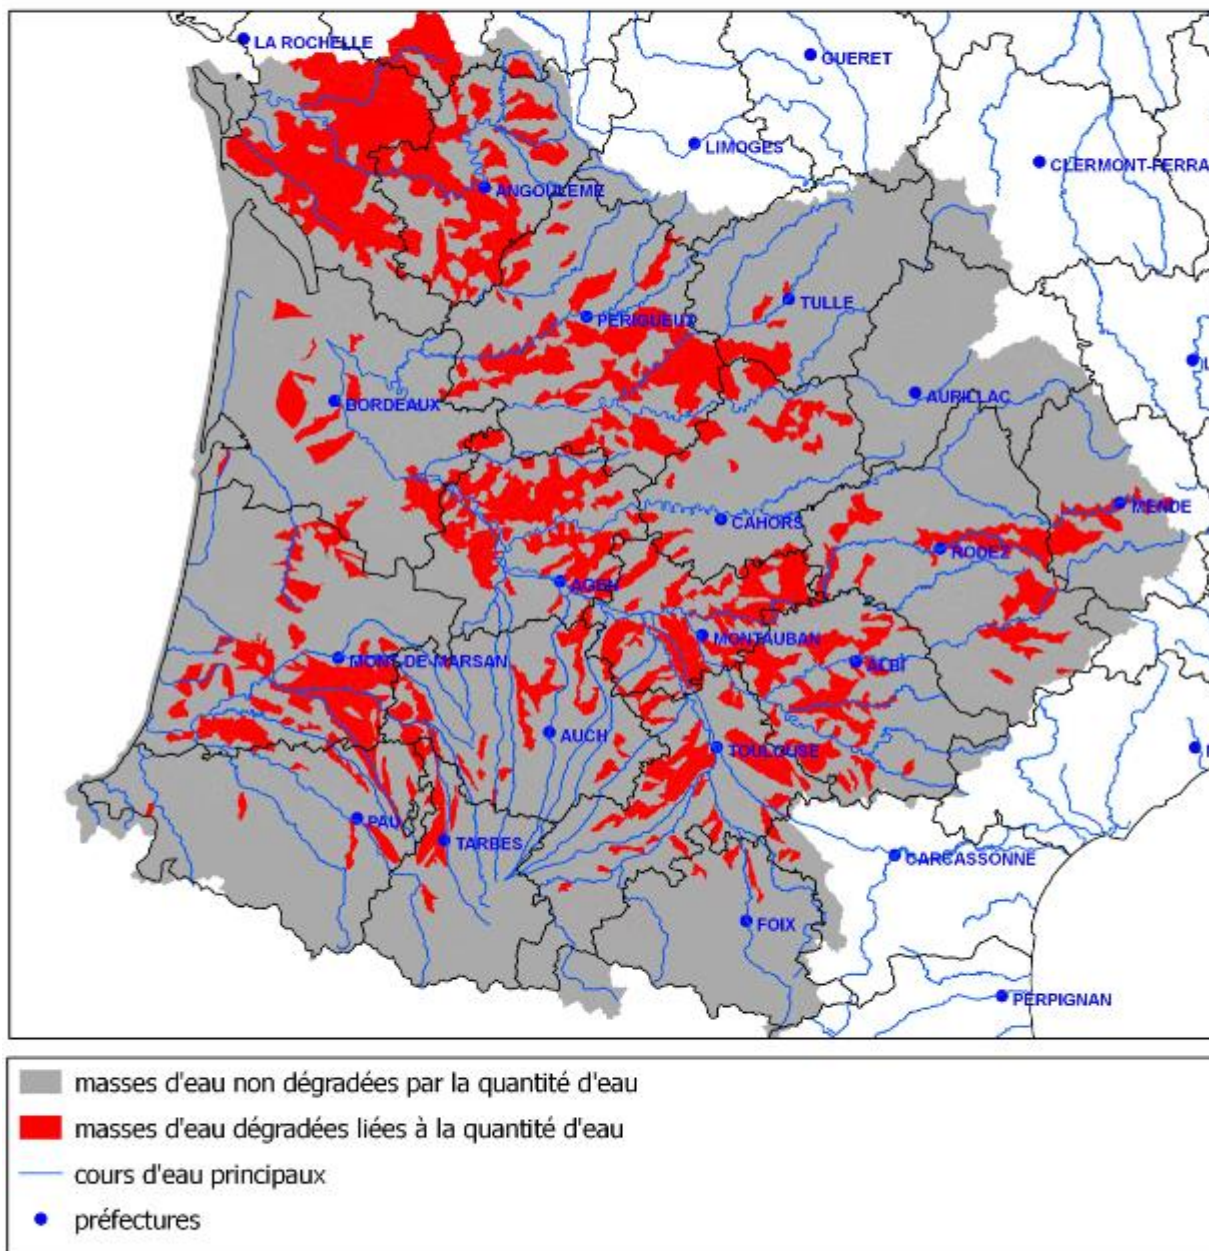 LA ROCHELLE
GUERET
LIMOGES
CLERMONT-FERRA
ANGOULEME
TULLE
PERIGUEUX
AURILLAC
BORDEAUX
MENDE
CAHORS
RODEZ
AGEN
MONTAUBAN
MONT-DE-MARSAN
ALBI
AUCH
TOULOUSE
PAU
TARBES
CARCASSONNE
FOIX
PERPIGNAN
masses d'eau non dégradées par la quantité d'eau
masses d'eau dégradées liées à la quantité d'eau
cours d'eau principaux
préfectures